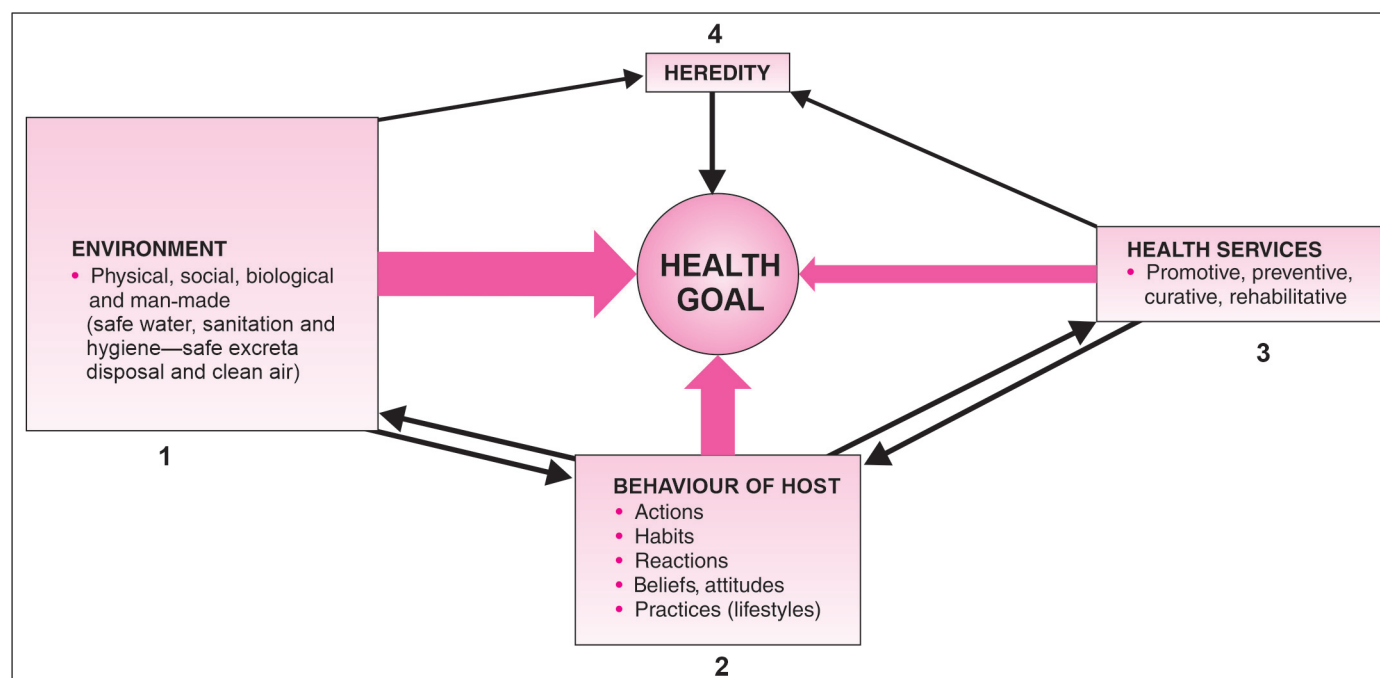 4
HEREDITY
ENVIRONMENT
• Physical, social, biological
and man-made
(safe water, sanitation and
hygiene—safe excreta
disposal and clean air)
1
HEALTH
GOAL
HEALTH SERVICES
• Promotive, preventive,
curative, rehabilitative
3
BEHAVIOUR OF HOST
• Actions
• Habits
• Reactions
• Beliefs, attitudes
• Practices (lifestyles)
2